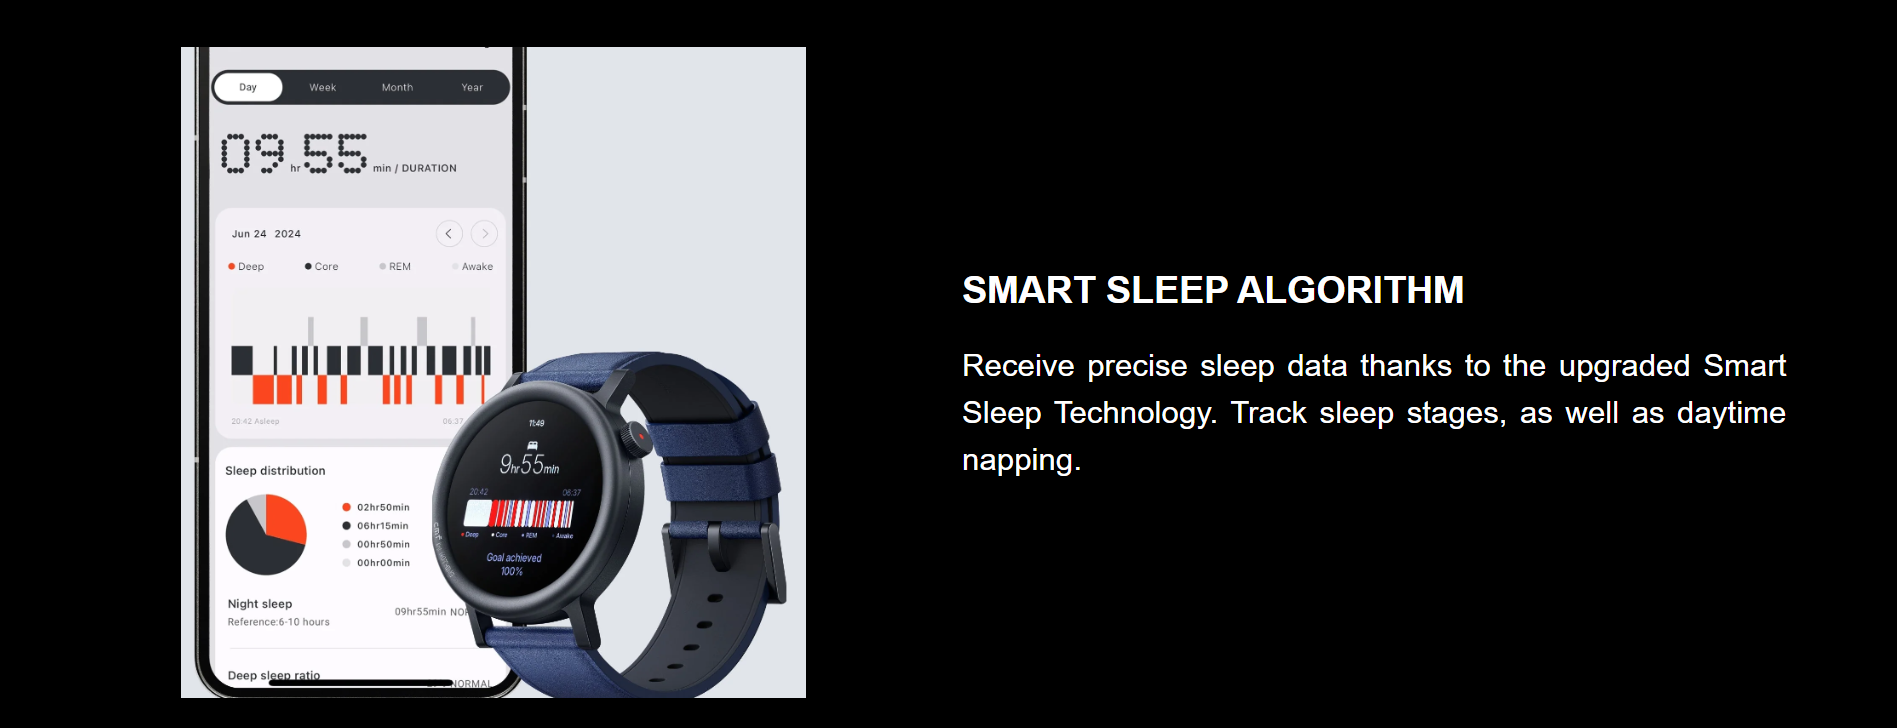 Day Week Month Year
09 hr 55 min / DURATION
Jun 24 2024
Deep Core REM Awake
20:42 Asleep 06:37
Sleep distribution
02hr50min
06hr15min
00hr50min
00hr00min
Night sleep
09hr55min
Reference:6-10 hours
Deep sleep ratio
NORMAL
11:49
9hr55min
20:42 06:37
Deep Core REM Awake
Goal achieved
100%
SMART SLEEP ALGORITHM
Receive precise sleep data thanks to the upgraded Smart
Sleep Technology. Track sleep stages, as well as daytime
napping.